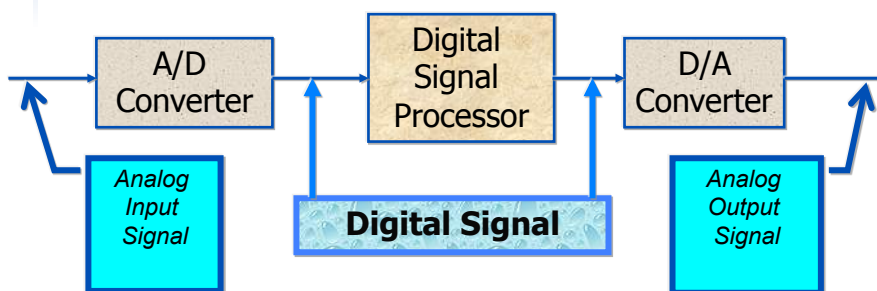 A/D
Converter
Digital
Signal
Processor
D/A
Converter
Analog
Input
Signal
Digital Signal
Analog
Output
Signal